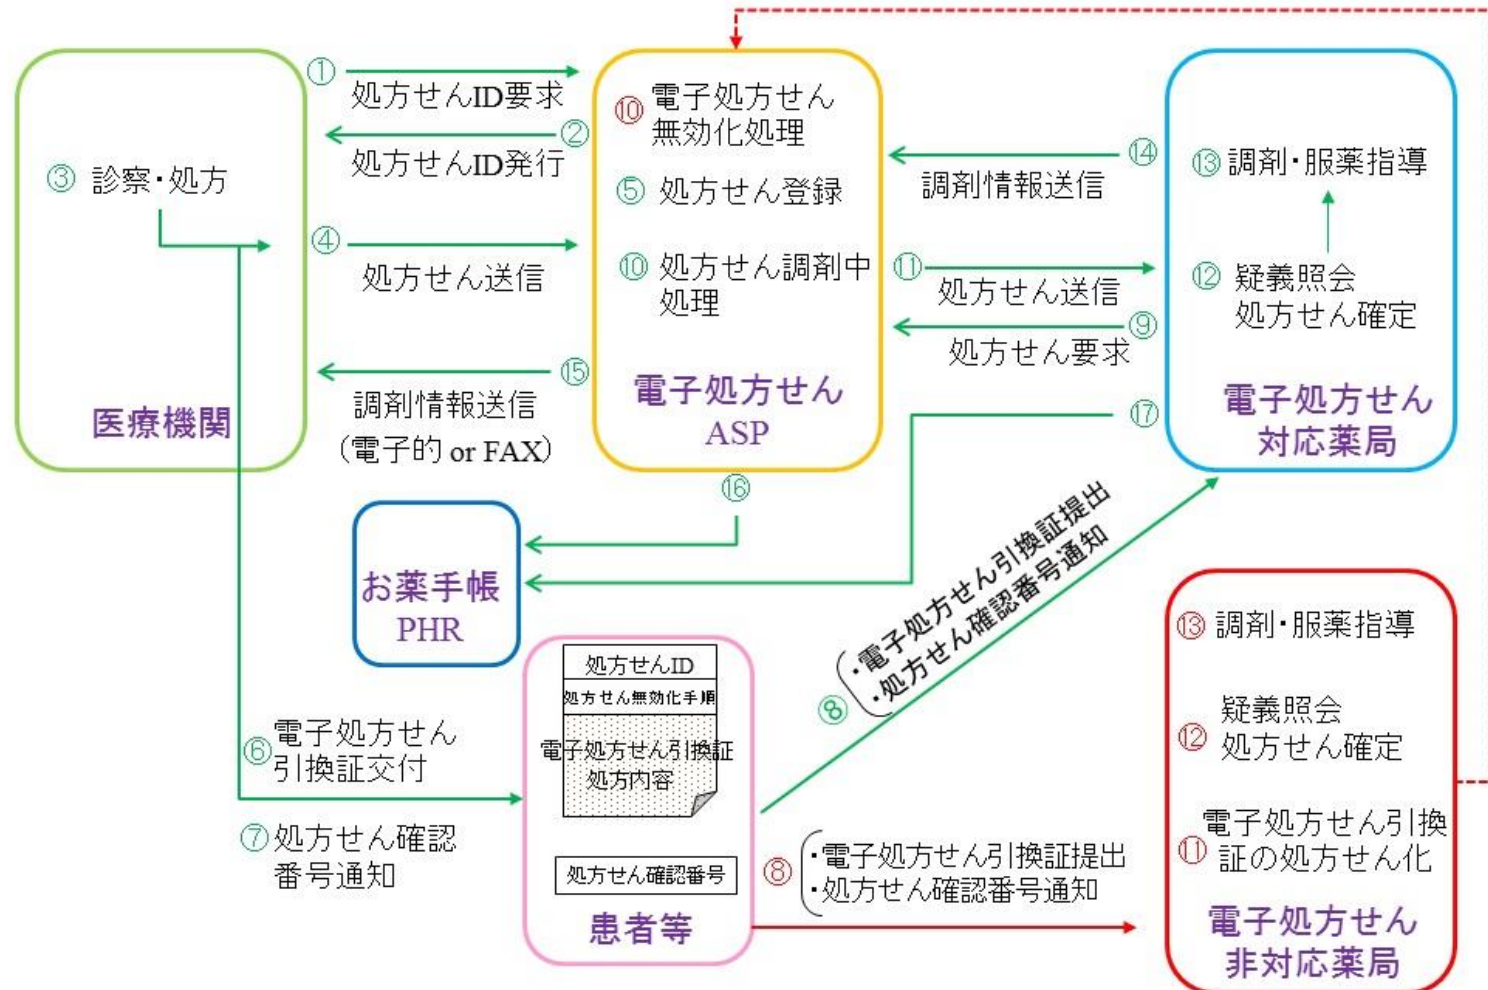 ①
処方せんID要求
②
処方せんID発行
③ 診察・処方
④
処方せん送信
⑮
調剤情報送信
(電子的 or FAX)
医療機関
⑩ 電子処方せん
無効化処理
⑤ 処方せん登録
⑩ 処方せん調剤中
処理
電子処方せん
ASP
⑭
調剤情報送信
⑪
処方せん送信
⑨
処方せん要求
⑰
⑬ 調剤・服薬指導
⑫ 疑義照会
処方せん確定
電子処方せん
対応薬局
⑯
お薬手帳
PHR
⑥ 電子処方せん
引換証交付
⑦ 処方せん確認
番号通知
処方せんID
処方せん無効化手順
電子処方せん引換証
処方内容
処方せん確認番号
患者等
⑧
・電子処方せん引換証提出
・処方せん確認番号通知
⑧
・電子処方せん引換証提出
・処方せん確認番号通知
⑬ 調剤・服薬指導
⑫ 疑義照会
処方せん確定
⑪ 電子処方せん引換
証の処方せん化
電子処方せん
非対応薬局